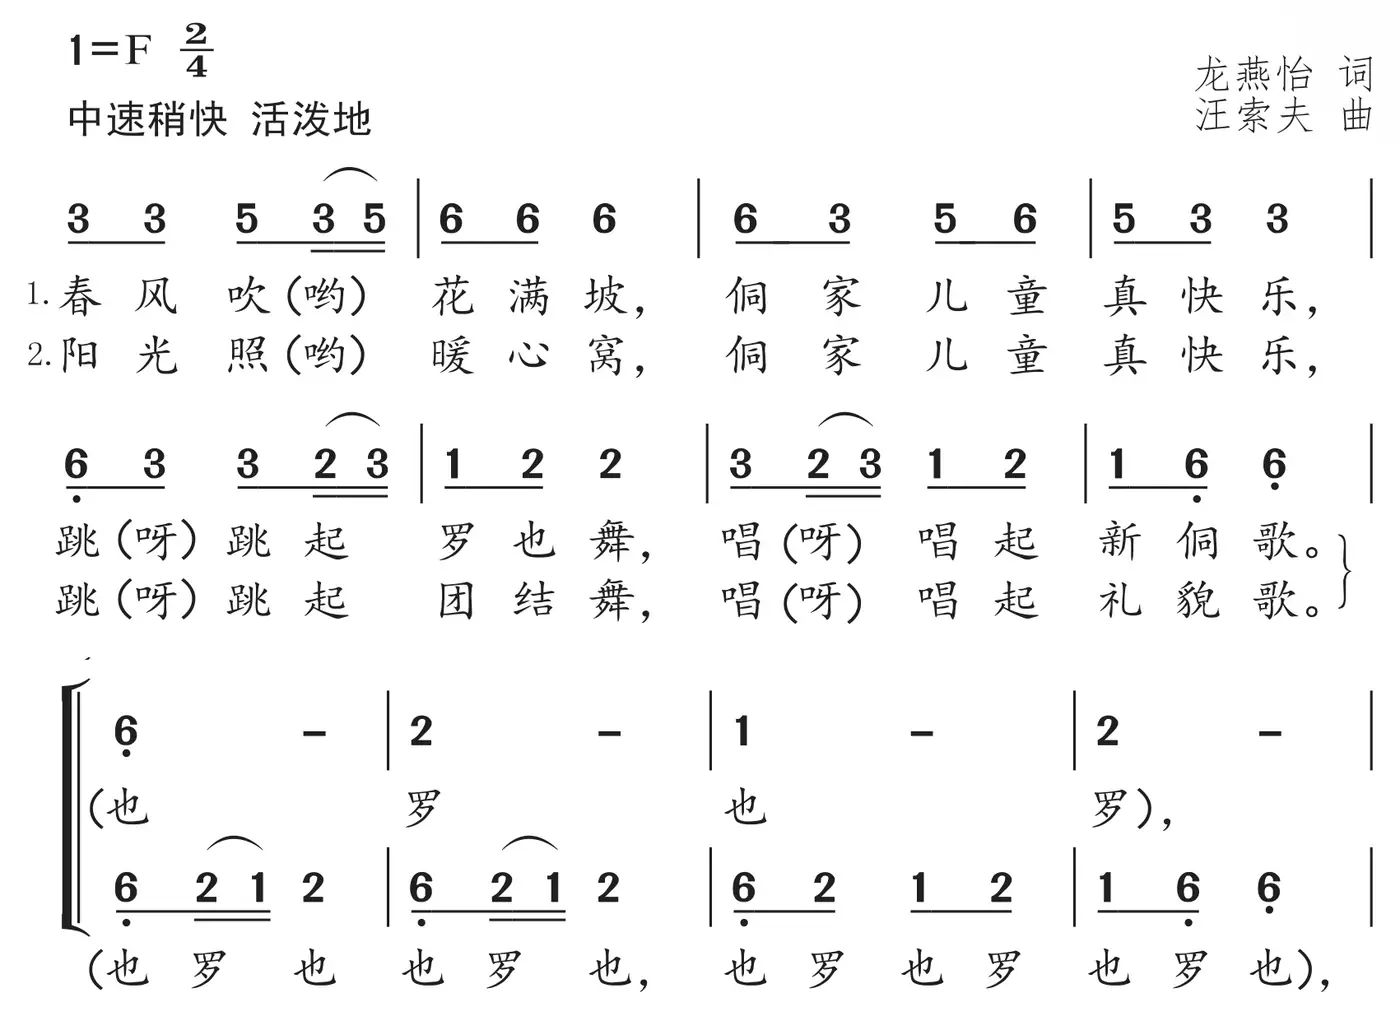 1=F 2/4
龙燕怡 词
中速稍快 活泼地
汪索夫 曲
3 3 5 3 5 | 6 6 6 | 6 3 5 6 | 5 3 3 |
1.春 风 吹(哟) 花 满 坡, 侗 家 儿 童 真 快 乐,
2.阳 光 照(哟) 暖 心 窝, 侗 家 儿 童 真 快 乐,
6̣ 3 3 2 3 | 1 2 2 | 3 2 3 1 2 | 1 6̣ 6̣ |
跳(呀)跳 起 罗 也 舞, 唱(呀) 唱 起 新 侗 歌。
跳(呀)跳 起 团 结 舞, 唱(呀) 唱 起 礼 貌 歌。
6̣ - | 2 - | 1 - | 2 - |
(也 罗 也 罗),
6̣ 2 1 2 | 6̣ 2 1 2 | 6̣ 2 1 2 | 1 6̣ 6̣ |
(也 罗 也 也 罗 也, 也 罗 也 罗 也 罗 也),